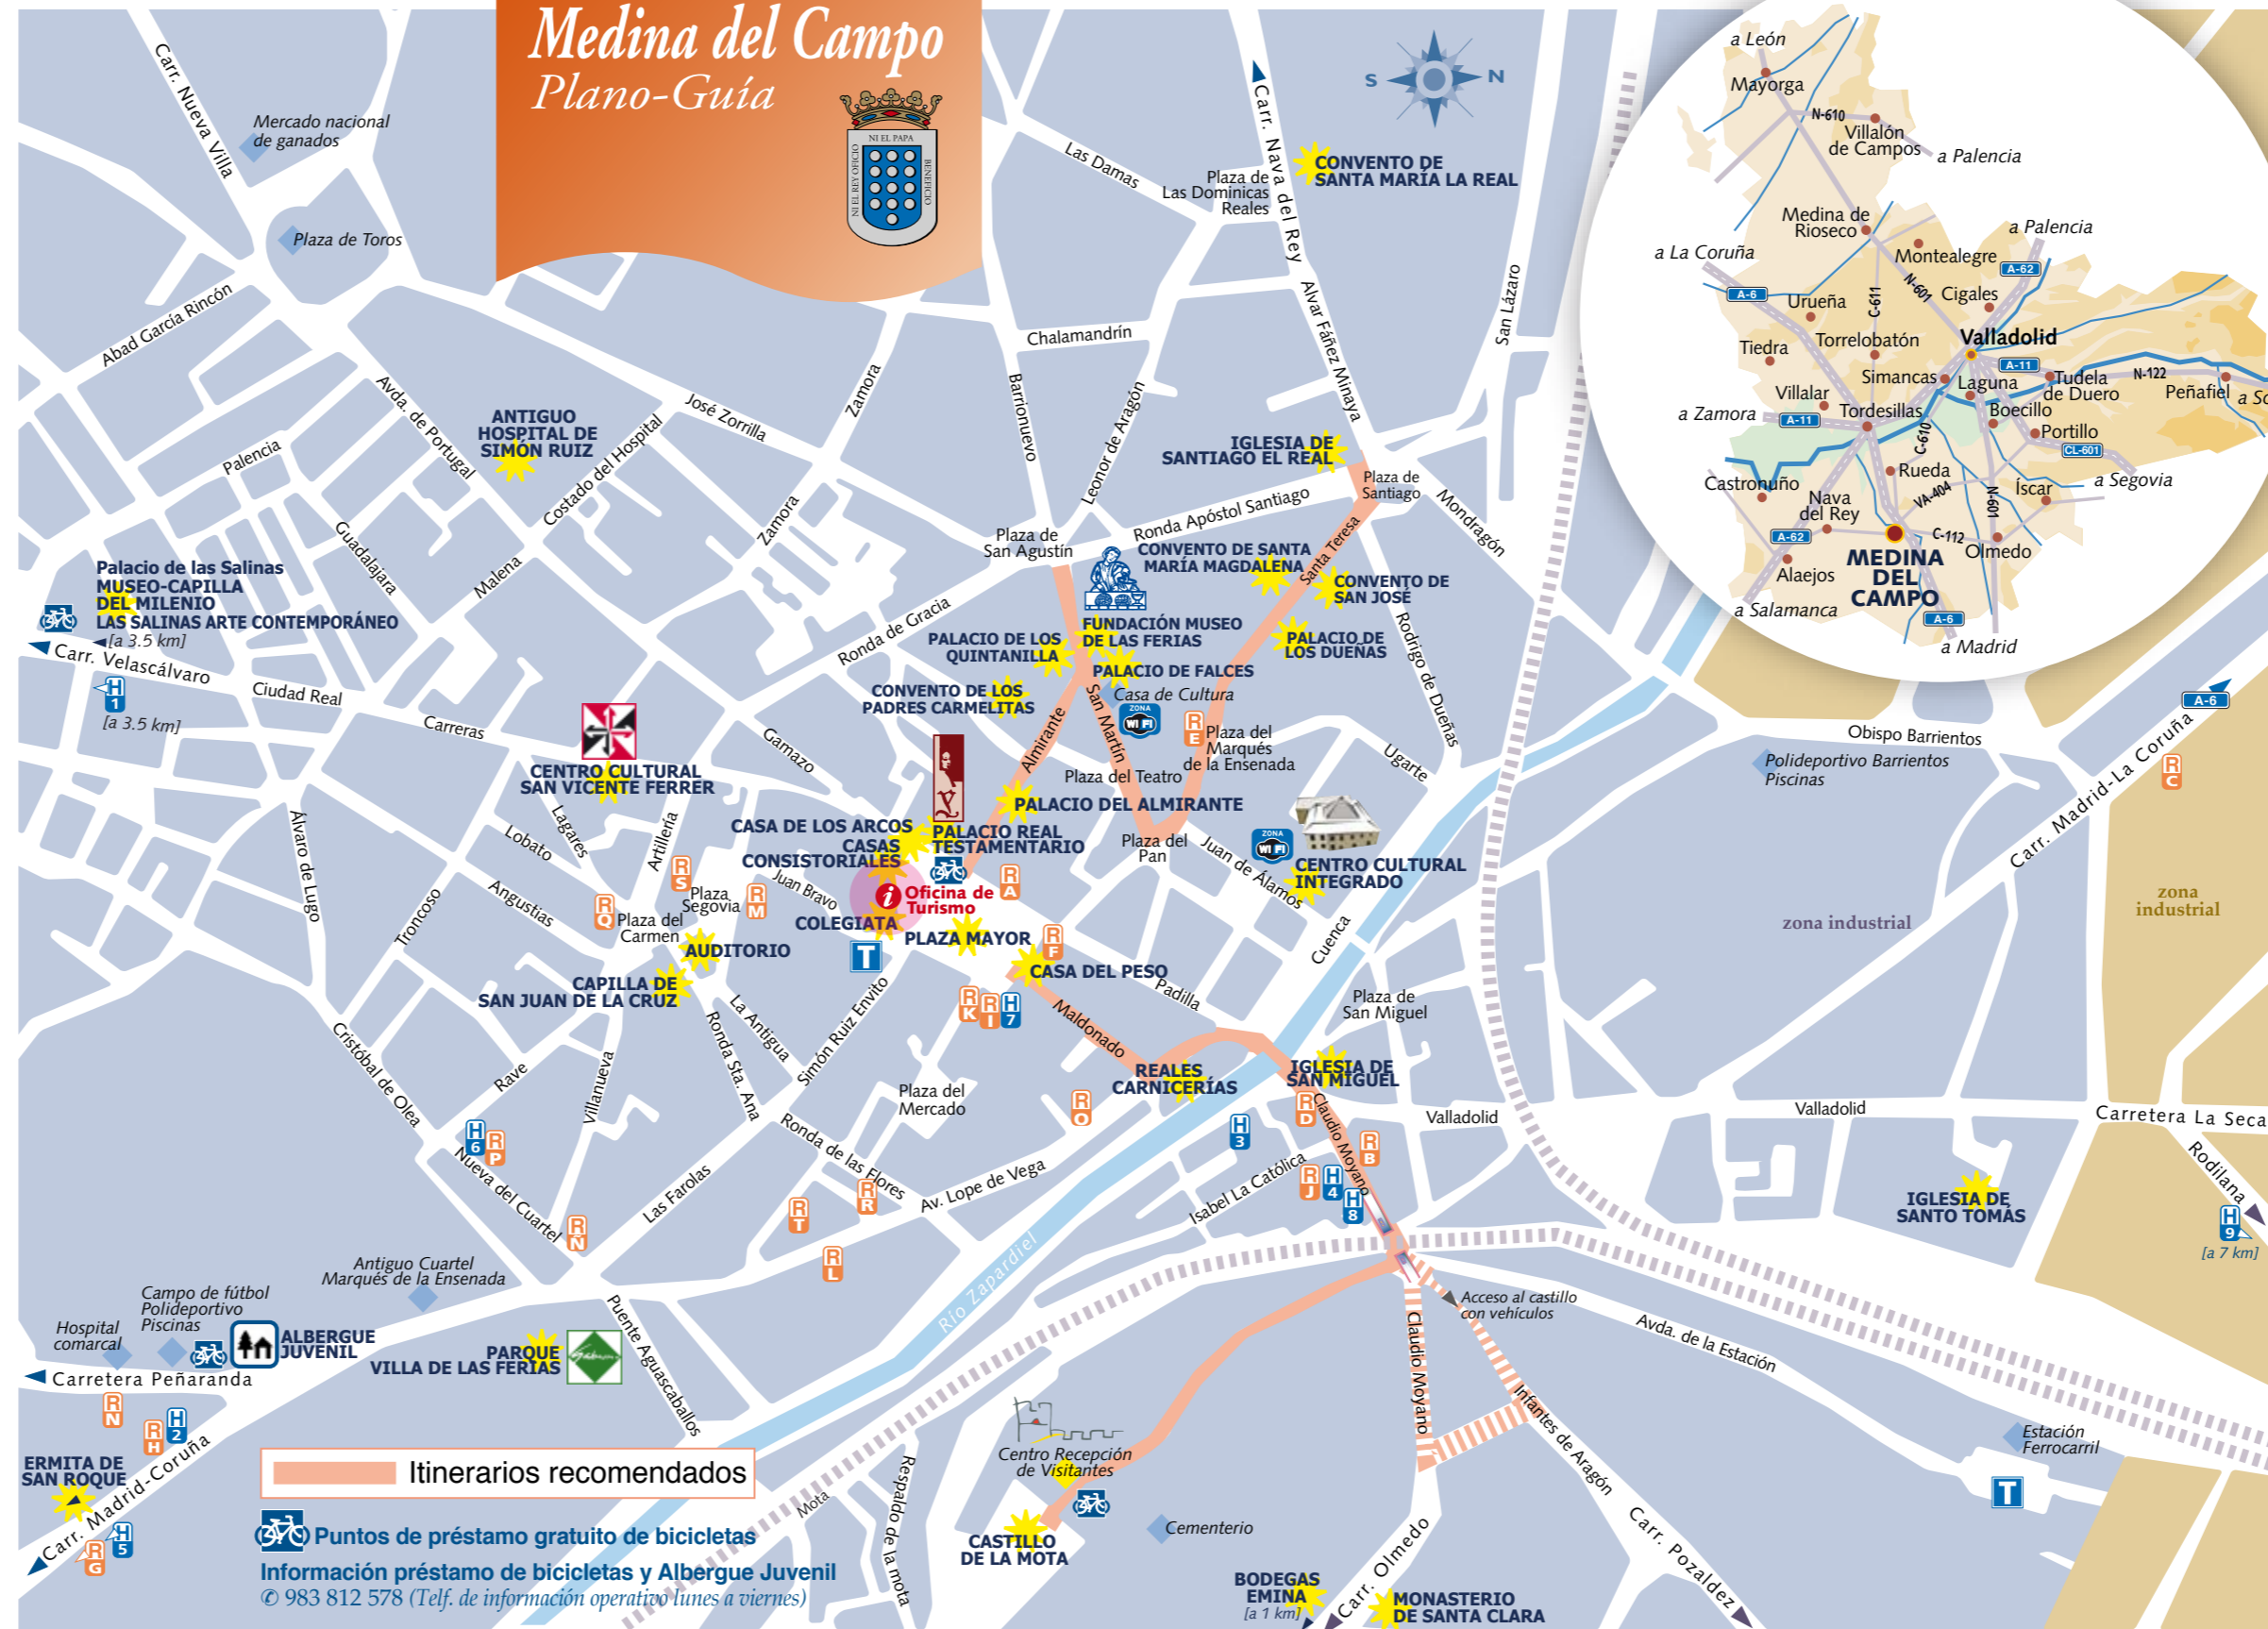 Medina del Campo
Plano-Guía
NI EL PAPA
NI EL REY OFICIO
BENEFICIO
S
N
Carr. Nueva Villa
Mercado nacional
de ganados
Plaza de Toros
Abad García Rincón
Avda. de Portugal
Palencia
Guadalajara
Malena
ANTIGUO
HOSPITAL DE
SIMÓN RUIZ
Costado del Hospital
José Zorrilla
Zamora
Zamora
Las Damas
Plaza de
Las Dominicas
Reales
Carr. Nava del Rey
CONVENTO DE
SANTA MARÍA LA REAL
Alvar Fáñez Minaya
San Lázaro
Chalamandrín
Barrionuevo
Leonor de Aragón
IGLESIA DE
SANTIAGO EL REAL
Plaza de
Santiago
Mondragón
Ronda Apóstol Santiago
Plaza de
San Agustín
Santa Teresa
CONVENTO DE SANTA
MARÍA MAGDALENA
CONVENTO DE
SAN JOSÉ
Ronda de Gracia
FUNDACIÓN MUSEO
DE LAS FERIAS
PALACIO DE LOS
QUINTANILLA
PALACIO DE
LOS DUEÑAS
PALACIO DE FALCES
Rodrigo de Dueñas
CONVENTO DE LOS
PADRES CARMELITAS
Casa de Cultura
ZONA
WI FI
San Martín
Almirante
R
E
Plaza del
Marqués
de la Ensenada
Plaza del Teatro
Ugarte
Palacio de las Salinas
MUSEO-CAPILLA
DEL MILENIO
LAS SALINAS ARTE CONTEMPORÁNEO
[a 3.5 km]
Carr. Velascálvaro
H
1
[a 3.5 km]
Ciudad Real
Carreras
Gamazo
CENTRO CULTURAL
SAN VICENTE FERRER
Lagares
Lobato
Artillería
Álvaro de Lugo
Troncoso
Angustias
CASA DE LOS ARCOS
CASAS
CONSISTORIALES
PALACIO REAL
TESTAMENTARIO
PALACIO DEL ALMIRANTE
Plaza del
Pan
Juan de Álamos
ZONA
WI FI
CENTRO CULTURAL
INTEGRADO
Cuenca
R
S
Plaza
Segovia
R
M
R
Q
Plaza del
Carmen
Juan Bravo
i
Oficina de
Turismo
R
A
COLEGIATA
PLAZA MAYOR
R
F
AUDITORIO
T
CASA DEL PESO
CAPILLA DE
SAN JUAN DE LA CRUZ
Padilla
Plaza de
San Miguel
R
K
R
I
H
7
Maldonado
La Antigua
Ronda Sta. Ana
Simón Ruiz Envito
Cristóbal de Olea
Rave
Villanueva
Plaza del
Mercado
REALES
CARNICERÍAS
IGLESIA DE
SAN MIGUEL
R
D
R
O
H
3
R
B
Claudio Moyano
Valladolid
Valladolid
Carretera La Seca
Rodilana
Ronda de las Flores
R
R
Av. Lope de Vega
Isabel La Católica
R
J
H
4
H
8
H
6
R
P
Nueva del Cuartel
Las Farolas
R
T
R
L
R
Ñ
IGLESIA DE
SANTO TOMÁS
H
9
[a 7 km]
Río Zapardiel
Acceso al castillo
con vehículos
Avda. de la Estación
Antiguo Cuartel
Marqués de la Ensenada
Campo de fútbol
Polideportivo
Piscinas
Hospital
comarcal
ALBERGUE
JUVENIL
Carretera Peñaranda
PARQUE
VILLA DE LAS FERIAS
Puente Aguascaballos
R
N
R
H
H
2
ERMITA DE
SAN ROQUE
Carr. Madrid-Coruña
R
G
H
5
Itinerarios recomendados
Puntos de préstamo gratuito de bicicletas
Información préstamo de bicicletas y Albergue Juvenil
✆ 983 812 578 (Telf. de información operativo lunes a viernes)
Mota
Respaldo de la mota
Centro Recepción
de Visitantes
CASTILLO
DE LA MOTA
Cementerio
Claudio Moyano
Infantes de Aragón
Carr. Pozaldez
Carr. Olmedo
BODEGAS
EMINA
[a 1 km]
MONASTERIO
DE SANTA CLARA
Estación
Ferrocarril
T
Obispo Barrientos
Polideportivo Barrientos
Piscinas
A-6
Carr. Madrid-La Coruña
R
C
zona industrial
zona
industrial
a León
Mayorga
N-610
Villalón
de Campos
a Palencia
Medina de
Rioseco
a Palencia
Montealegre
A-62
a La Coruña
A-6
Urueña
C-611
N-601
Cigales
Torrelobatón
Valladolid
Tiedra
A-11
Simancas
Laguna
Tudela
de Duero
N-122
Peñafiel
Villalar
Boecillo
a Zamora
A-11
Tordesillas
Portillo
C-610
CL-601
a Segovia
Rueda
Castronuño
VA-404
N-601
Íscar
Nava
del Rey
A-62
C-112
Olmedo
MEDINA
DEL
CAMPO
Alaejos
a Salamanca
A-6
a Madrid